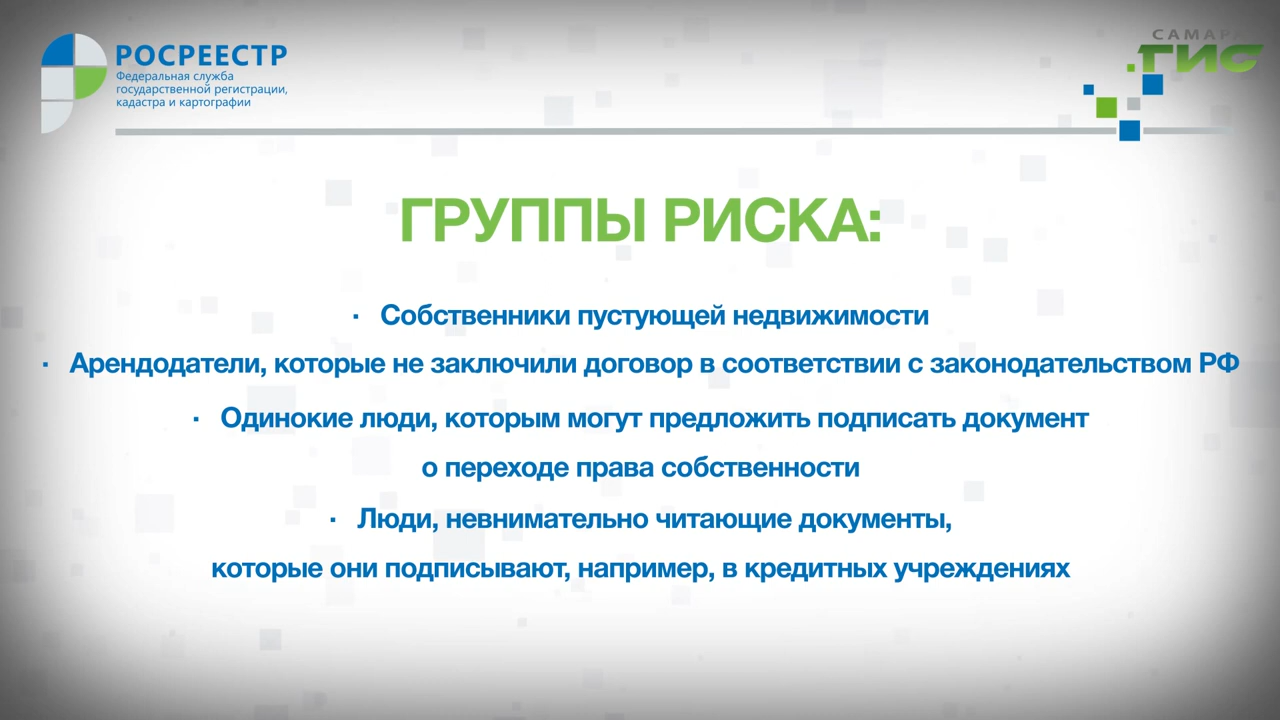 РОСРЕЕСТР
Федеральная служба
государственной регистрации,
кадастра и картографии
САМАРА
.ГИС
ГРУППЫ РИСКА:
· Собственники пустующей недвижимости
· Арендодатели, которые не заключили договор в соответствии с законодательством РФ
· Одинокие люди, которым могут предложить подписать документ
о переходе права собственности
· Люди, невнимательно читающие документы,
которые они подписывают, например, в кредитных учреждениях